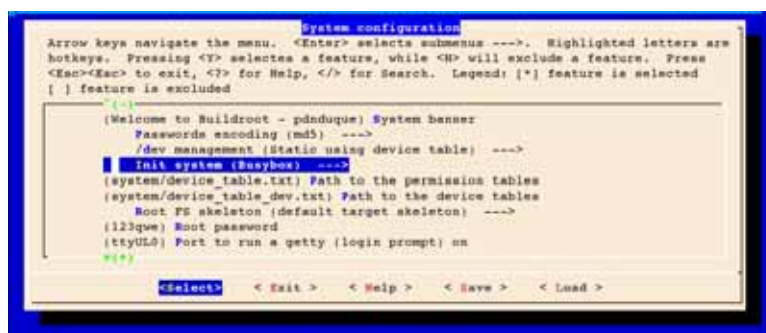 System configuration
Arrow keys navigate the menu. <Enter> selects submenus --->. Highlighted letters are
hotkeys. Pressing <Y> selectes a feature, while <N> will exclude a feature. Press
<Esc><Esc> to exit, <?> for Help, </> for Search. Legend: [*] feature is selected
[ ] feature is excluded
^(-)
(Welcome to Buildroot - pdnduque) System banner
Passwords encoding (md5) --->
/dev management (Static using device table) --->
Init system (Busybox) --->
(system/device_table.txt) Path to the permission tables
(system/device_table_dev.txt) Path to the device tables
Root FS skeleton (default target skeleton) --->
(123qwe) Root password
(ttyUL0) Port to run a getty (login prompt) on
v(+)
<Select> < Exit > < Help > < Save > < Load >